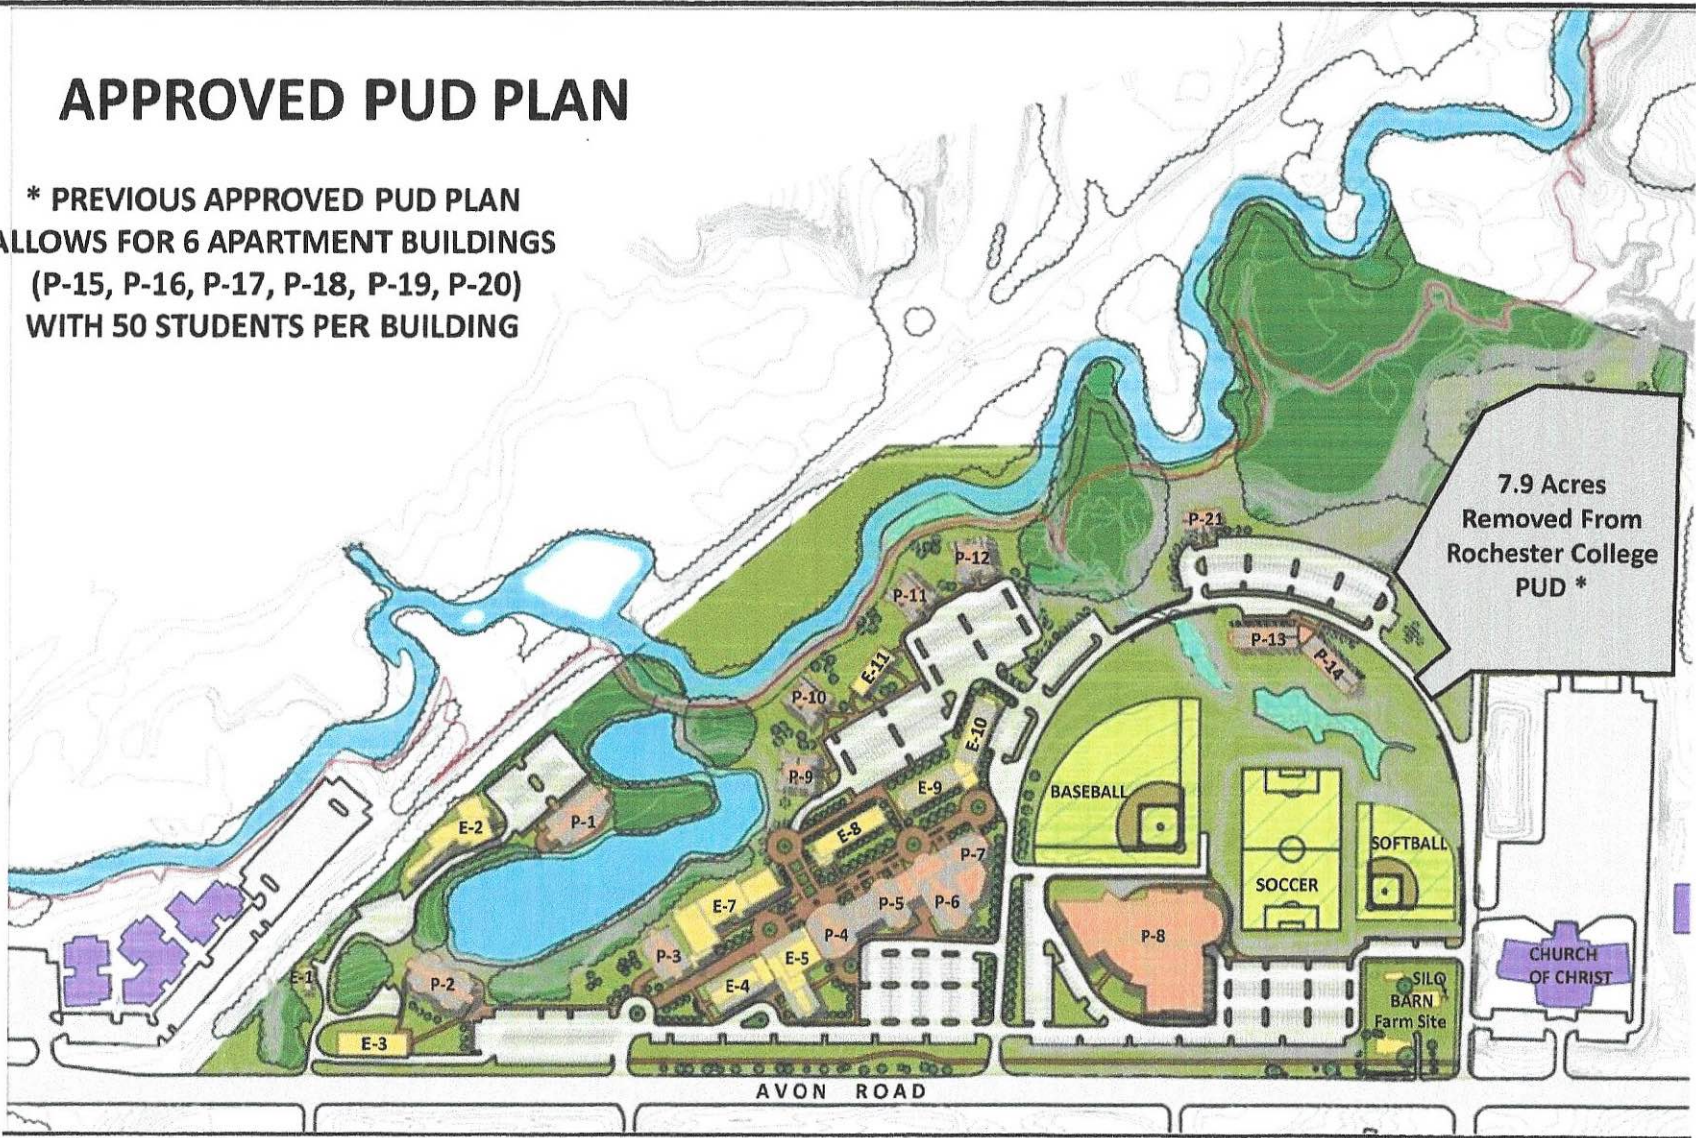 APPROVED PUD PLAN
* PREVIOUS APPROVED PUD PLAN
ALLOWS FOR 6 APARTMENT BUILDINGS
(P-15, P-16, P-17, P-18, P-19, P-20)
WITH 50 STUDENTS PER BUILDING
7.9 Acres
Removed From
Rochester College
PUD *
P-21
P-12
P-11
P-13
P-14
E-11
P-10
E-10
P-9
E-9
BASEBALL
E-2
P-1
E-8
SOFTBALL
P-7
SOCCER
E-7
P-5
P-6
P-4
P-8
P-3
E-5
CHURCH
OF CHRIST
E-1
P-2
E-4
SILO
BARN
Farm Site
E-3
AVON ROAD